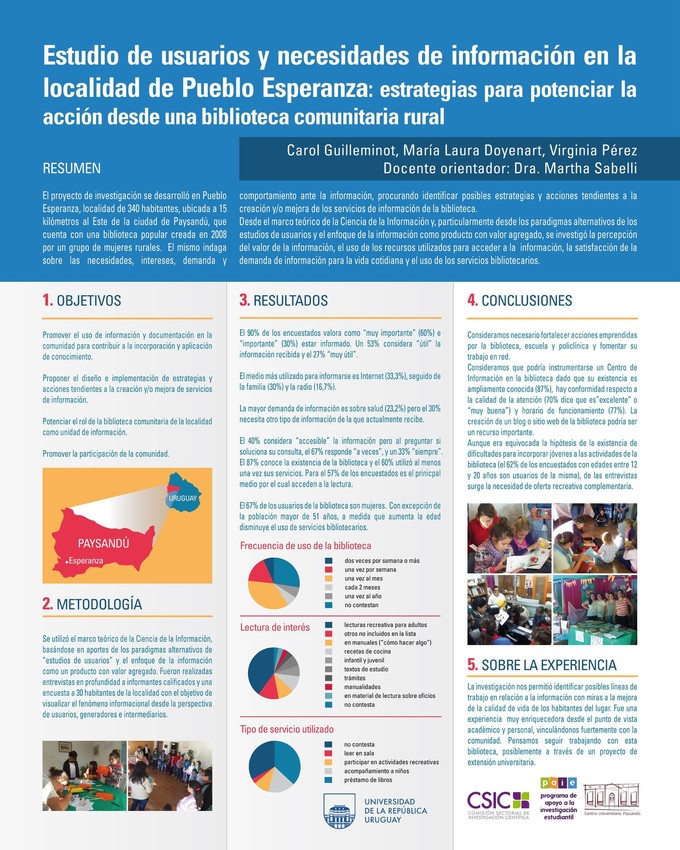 Estudio de usuarios y necesidades de información en la
localidad de Pueblo Esperanza: estrategias para potenciar la
acción desde una biblioteca comunitaria rural
Carol Guilleminot, María Laura Doyenart, Virginia Pérez
Docente orientador: Dra. Martha Sabelli
RESUMEN
El proyecto de investigación se desarrolló en Pueblo
Esperanza, localidad de 340 habitantes, ubicada a 15
kilómetros al Este de la ciudad de Paysandú, que
cuenta con una biblioteca popular creada en 2008
por un grupo de mujeres rurales. El mismo indaga
sobre las necesidades, intereses, demanda y
comportamiento ante la información, procurando identificar posibles estrategias y acciones tendientes a la
creación y/o mejora de los servicios de información de la biblioteca.
Desde el marco teórico de la Ciencia de la Información y, particularmente desde los paradigmas alternativos de los
estudios de usuarios y el enfoque de la información como producto con valor agregado, se investigó la percepción
del valor de la información, el uso de los recursos utilizados para acceder a la información, la satisfacción de la
demanda de información para la vida cotidiana y el uso de los servicios bibliotecarios.
1. OBJETIVOS
Promover el uso de información y documentación en la
comunidad para contribuir a la incorporación y aplicación
de conocimiento.
Proponer el diseño e implementación de estrategias y
acciones tendientes a la creación y/o mejora de servicios
de información.
Potenciar el rol de la biblioteca comunitaria de la localidad
como unidad de información.
Promover la participación de la comunidad.
URUGUAY
PAYSANDÚ
Esperanza
2. METODOLOGÍA
Se utilizó el marco teórico de la Ciencia de la Información,
basándose en aportes de los paradigmas alternativos de
"estudios de usuarios" y el enfoque de la información
como un producto con valor agregado. Fueron realizadas
entrevistas en profundidad a informantes calificados y una
encuesta a 30 habitantes de la localidad con el objetivo de
visualizar el fenómeno informacional desde la perspectiva
de usuarios, generadores e intermediarios.
3. RESULTADOS
El 90% de los encuestados valora como "muy importante" (60%) e
"importante" (30%) estar informado. Un 53% considera "útil" la
información recibida y el 27% "muy útil".
El medio más utilizado para informarse es Internet (33,3%), seguido de
la familia (30%) y la radio (16,7%).
La mayor demanda de información es sobre salud (23,2%) pero el 30%
necesita otro tipo de información de la que actualmente recibe.
El 40% considera "accesible" la información pero al preguntar si
soluciona su consulta, el 67% responde "a veces", y un 33% "siempre".
El 87% conoce la existencia de la biblioteca y el 60% utilizó al menos
una vez sus servicios. Para el 57% de los encuestados es el prinicpal
medio por el cual acceden a la lectura.
El 67% de los usuarios de la biblioteca son mujeres. Con excepción de
la población mayor de 51 años, a medida que aumenta la edad
disminuye el uso de servicios bibliotecarios.
Frecuencia de uso de la biblioteca
dos veces por semana o más
una vez por semana
una vez al mes
cada 2 meses
una vez al año
no contestan
Lectura de interés
lecturas recreativa para adultos
otros no incluidos en la lista
en manuales ("cómo hacer algo")
recetas de cocina
infantil y juvenil
textos de estudio
trámites
manualidades
en material de lectura sobre oficios
no contesta
Tipo de servicio utilizado
no contesta
leer en sala
participar en actividades recreativas
acompañamiento a niños
préstamo de libros
UNIVERSIDAD
DE LA REPÚBLICA
URUGUAY
4. CONCLUSIONES
Consideramos necesario fortalecer acciones emprendidas
por la biblioteca, escuela y policlínica y fomentar su
trabajo en red.
Consideramos que podría instrumentarse un Centro de
Información en la biblioteca dado que su existencia es
ampliamente conocida (87%), hay conformidad respecto a
la calidad de la atención (70% dice que es"excelente" o
"muy buena") y horario de funcionamiento (77%). La
creación de un blog o sitio web de la biblioteca podría ser
un recurso importante.
Aunque era equivocada la hipótesis de la existencia de
dificultades para incorporar jóvenes a las actividades de la
biblioteca (el 62% de los encuestados con edades entre 12
y 20 años son usuarios de la misma), de las entrevistas
surge la necesidad de oferta recreativa complementaria.
5. SOBRE LA EXPERIENCIA
La investigación nos permitió identificar posibles líneas de
trabajo en relación a la información con miras a la mejora
de la calidad de vida de los habitantes del lugar. Fue una
experiencia muy enriquecedora desde el punto de vista
académico y personal, vinculándonos fuertemente con la
comunidad. Pensamos seguir trabajando con esta
biblioteca, posiblemente a través de un proyecto de
extensión universitaria.
CSIC
COMISIÓN SECTORIAL DE
INVESTIGACIÓN CIENTÍFICA
paie
programa de
apoyo a la
investigación
estudiantil
Centro Universitario Paysandú